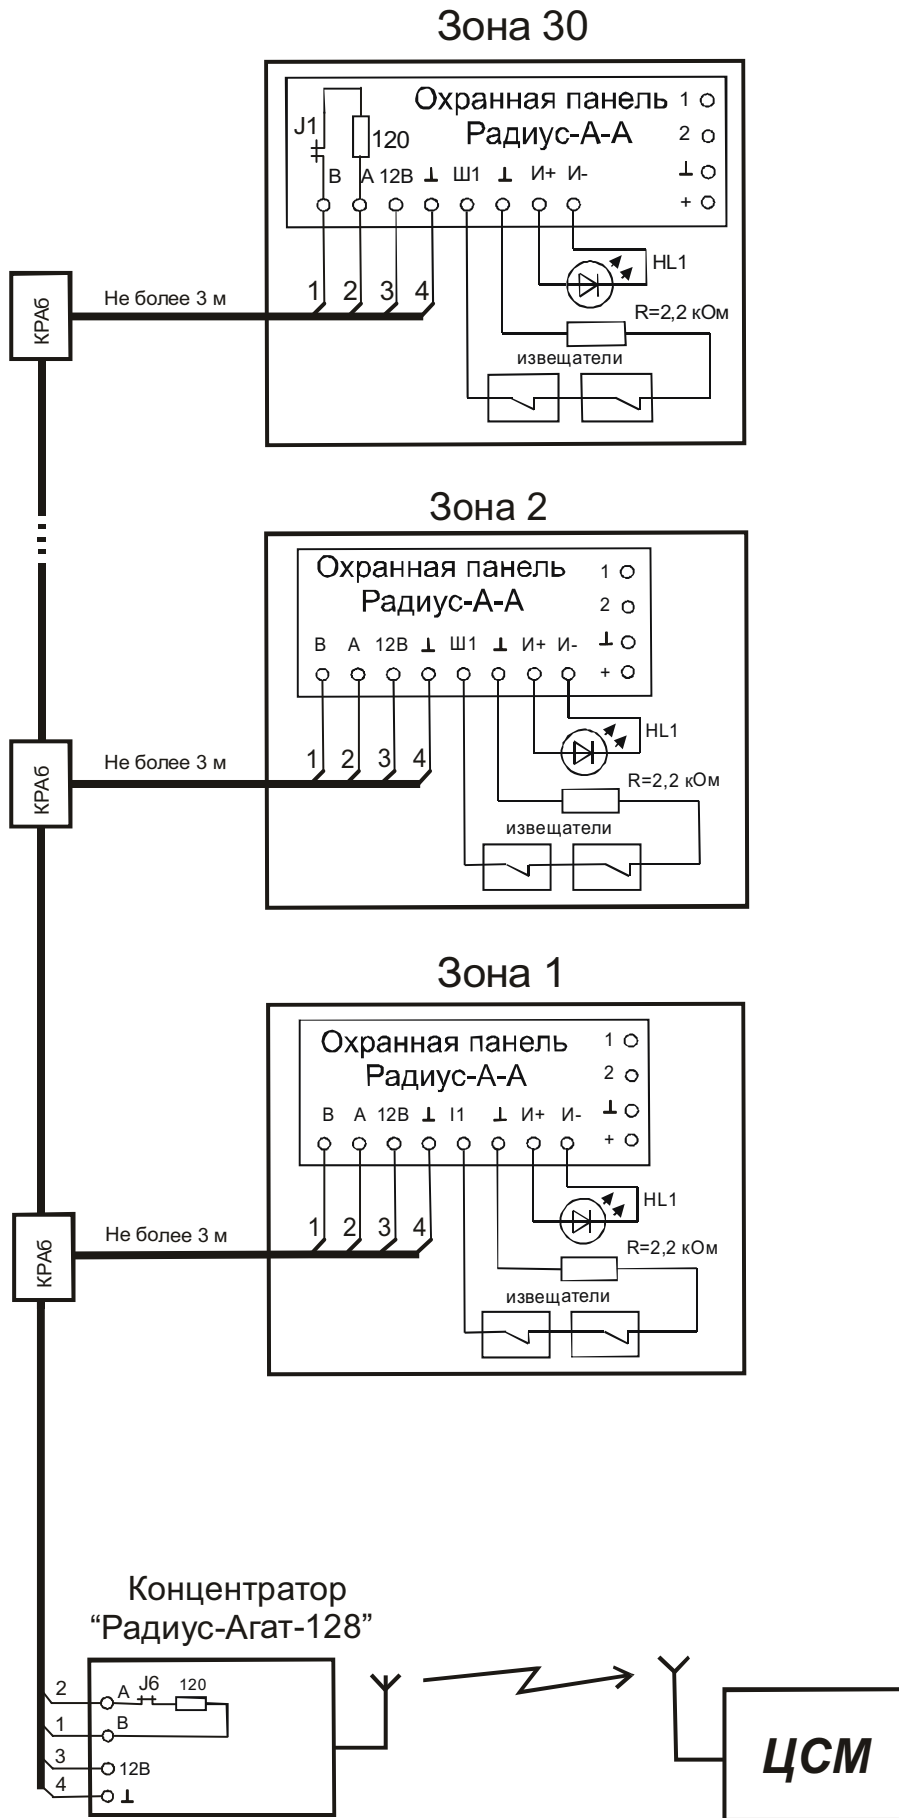 Зона 30
Охранная панель
Радиус-А-А
J1
120
1
2
⊥
+
В А 12В ⊥ Ш1 ⊥ И+ И-
HL1
КРАб
Не более 3 м
1 2 3 4
R=2,2 кОм
извещатели
Зона 2
Охранная панель
Радиус-А-А
1
2
⊥
+
В А 12В ⊥ Ш1 ⊥ И+ И-
HL1
КРАб
Не более 3 м
1 2 3 4
R=2,2 кОм
извещатели
Зона 1
Охранная панель
Радиус-А-А
1
2
⊥
+
В А 12В ⊥ I1 ⊥ И+ И-
HL1
КРАб
Не более 3 м
1 2 3 4
R=2,2 кОм
извещатели
Концентратор
“Радиус-Агат-128”
2 А J6 120
1 В
3 12В
4 ⊥
ЦСМ